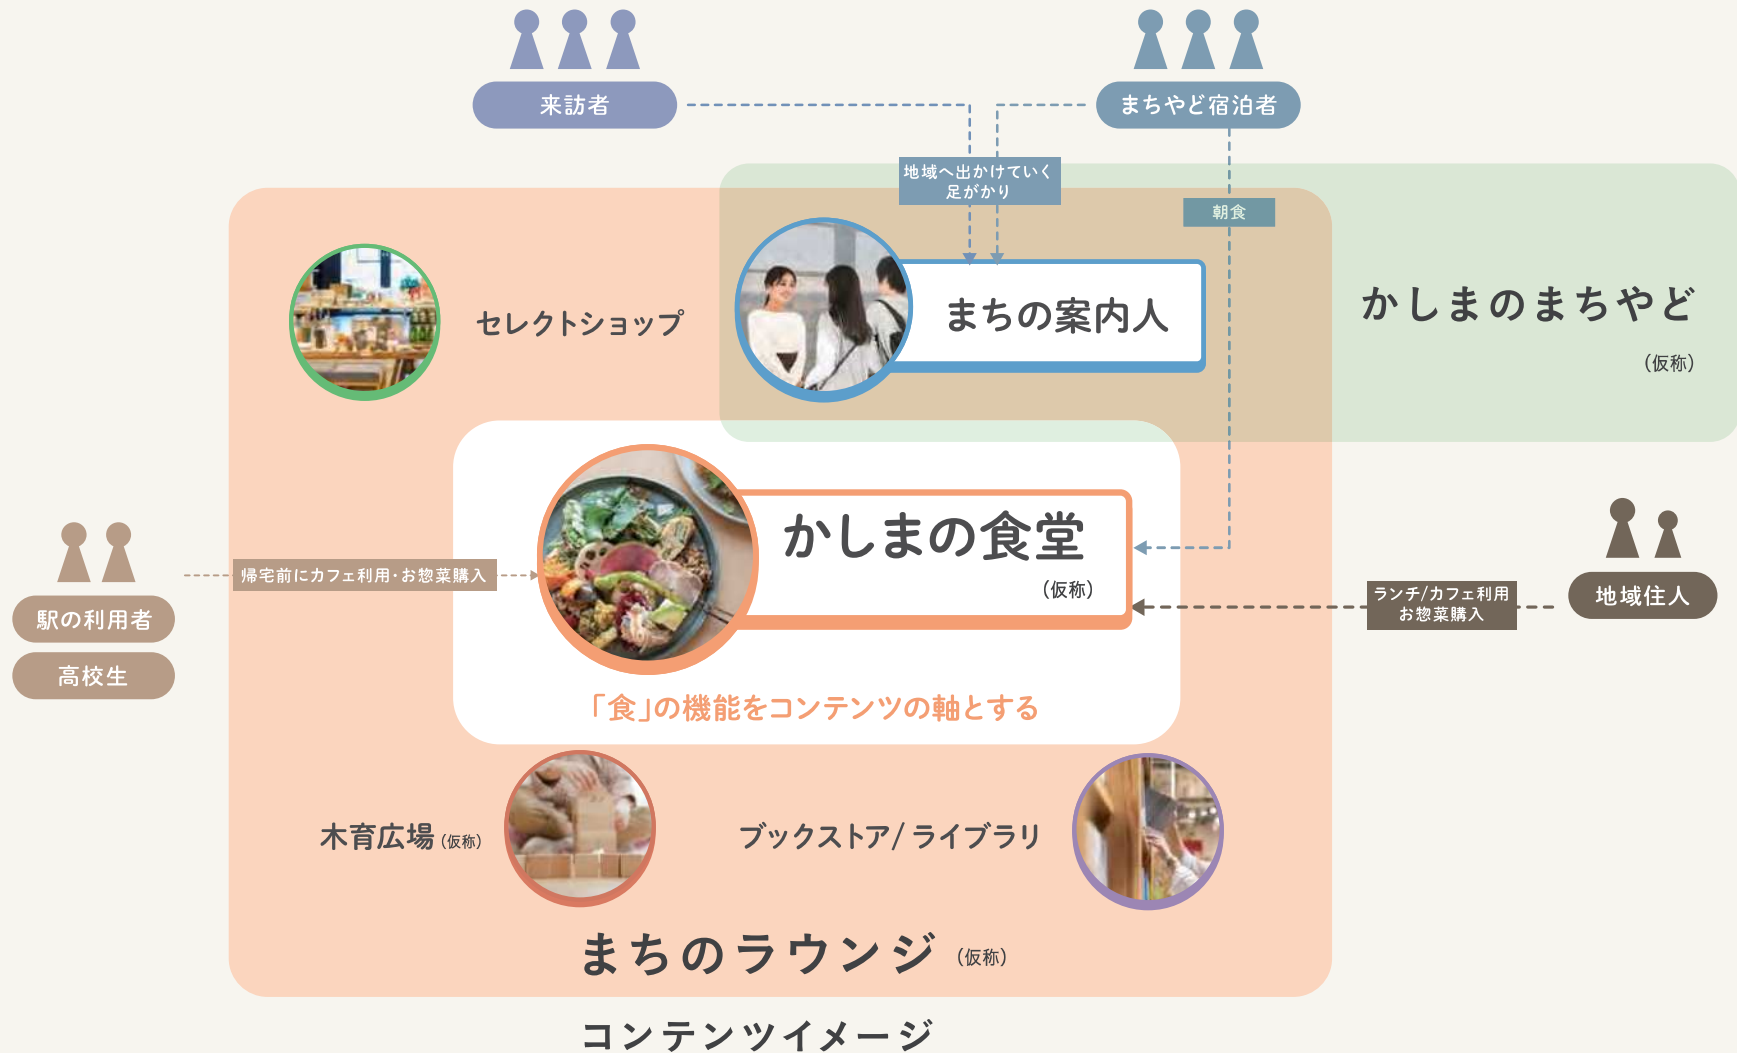 来訪者
まちやど宿泊者
地域へ出かけていく
足がかり
朝食
セレクトショップ
まちの案内人
かしまのまちやど
(仮称)
かしまの食堂
(仮称)
帰宅前にカフェ利用・お惣菜購入
駅の利用者
高校生
ランチ/カフェ利用
お惣菜購入
地域住人
「食」の機能をコンテンツの軸とする
木育広場(仮称)
ブックストア/ライブラリ
まちのラウンジ(仮称)
コンテンツイメージ